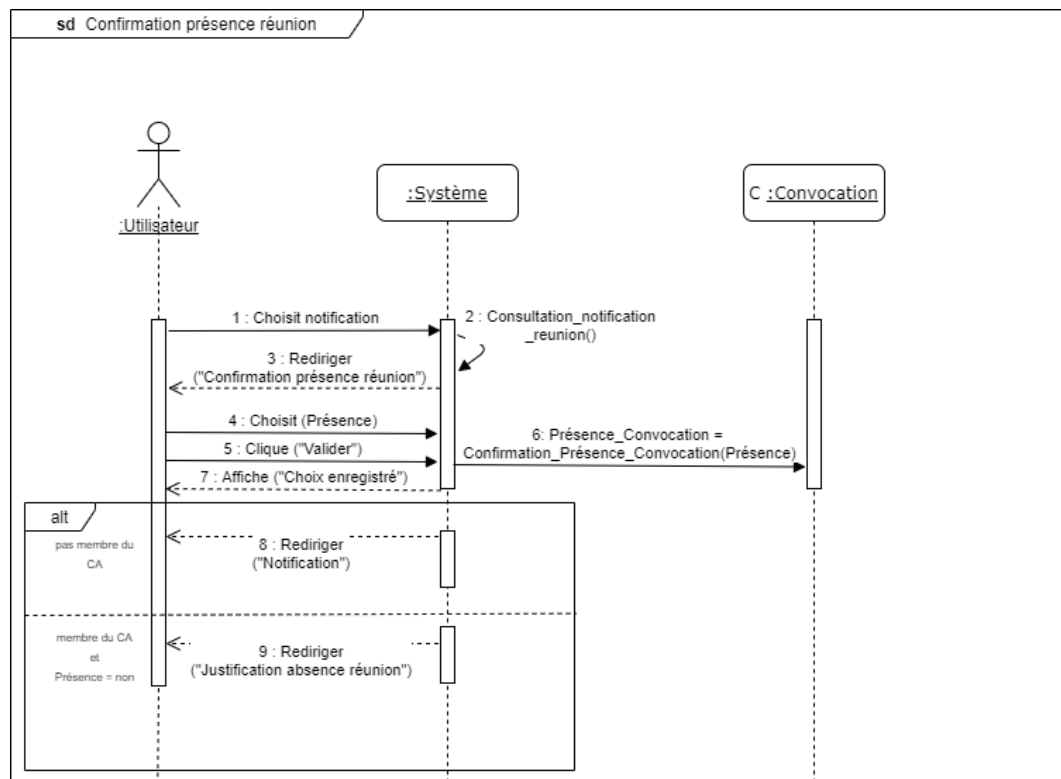 sd Confirmation présence réunion
:Utilisateur
:Système
C :Convocation
1 : Choisit notification
2 : Consultation_notification
_reunion()
3 : Rediriger
("Confirmation présence réunion")
4 : Choisit (Présence)
5 : Clique ("Valider")
6: Présence_Convocation =
Confirmation_Présence_Convocation(Présence)
7 : Affiche ("Choix enregistré")
alt
pas membre du
CA
8 : Rediriger
("Notification")
membre du CA
et
Présence = non
9 : Rediriger
("Justification absence réunion")